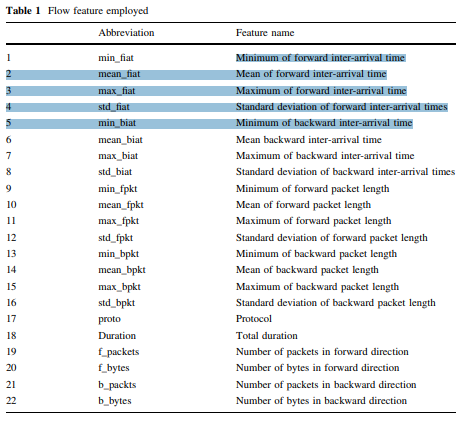 Table 1 Flow feature employed
Abbreviation Feature name
1 min_fiat Minimum of forward inter-arrival time
2 mean_fiat Mean of forward inter-arrival time
3 max_fiat Maximum of forward inter-arrival time
4 std_fiat Standard deviation of forward inter-arrival times
5 min_biat Minimum of backward inter-arrival time
6 mean_biat Mean backward inter-arrival time
7 max_biat Maximum of backward inter-arrival time
8 std_biat Standard deviation of backward inter-arrival times
9 min_fpkt Minimum of forward packet length
10 mean_fpkt Mean of forward packet length
11 max_fpkt Maximum of forward packet length
12 std_fpkt Standard deviation of forward packet length
13 min_bpkt Minimum of backward packet length
14 mean_bpkt Mean of backward packet length
15 max_bpkt Maximum of backward packet length
16 std_bpkt Standard deviation of backward packet length
17 proto Protocol
18 Duration Total duration
19 f_packets Number of packets in forward direction
20 f_bytes Number of bytes in forward direction
21 b_packts Number of packets in backward direction
22 b_bytes Number of bytes in backward direction